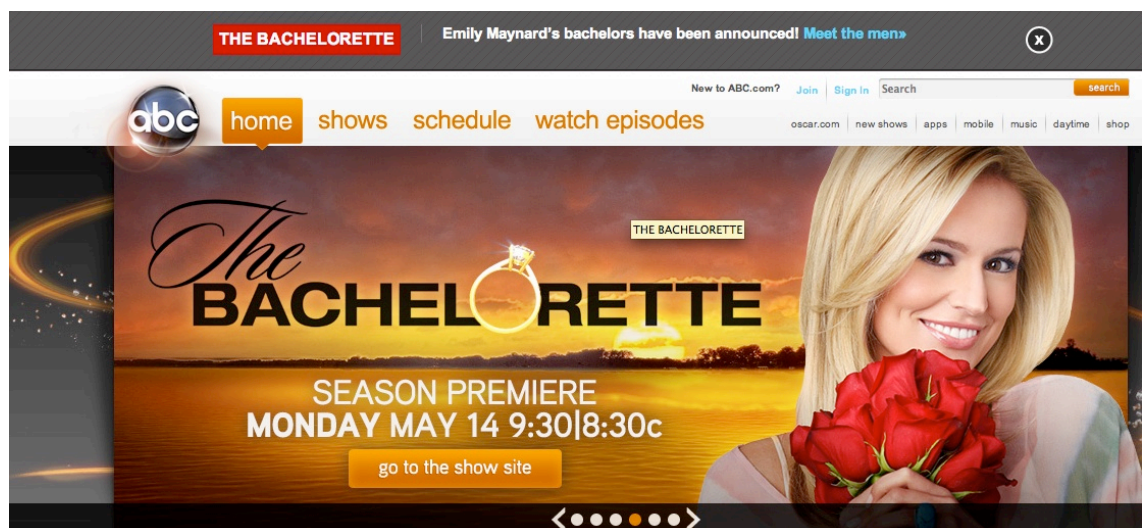 THE BACHELORETTE
Emily Maynard's bachelors have been announced! Meet the men»
X
New to ABC.com? Join Sign In Search search
abc
home shows schedule watch episodes
oscar.com new shows apps mobile music daytime shop
The
BACHELORETTE
THE BACHELORETTE
SEASON PREMIERE
MONDAY MAY 14 9:30|8:30c
go to the show site